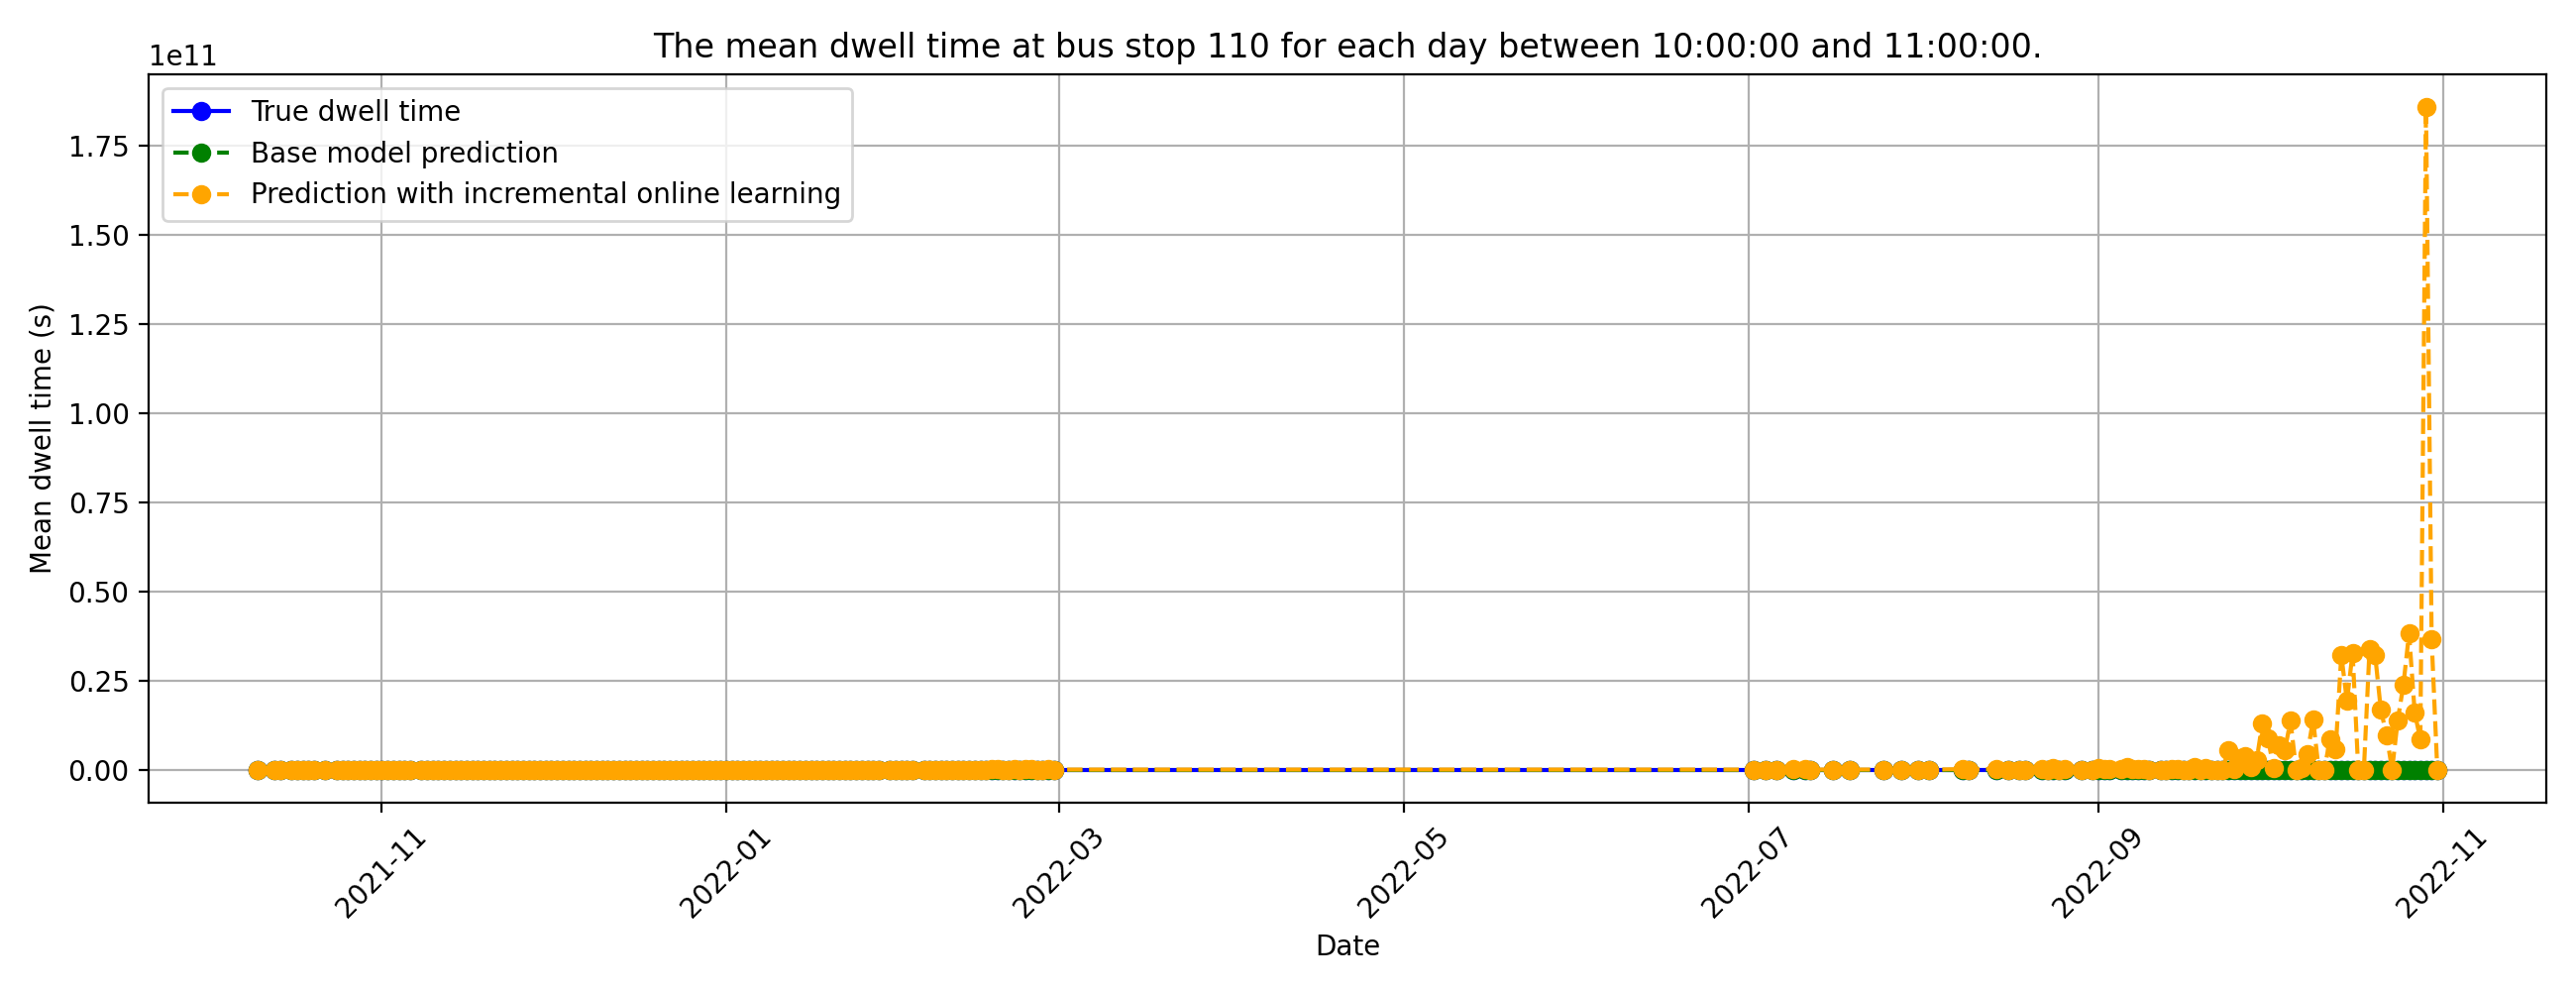 The mean dwell time at bus stop 110 for each day between 10:00:00 and 11:00:00.
1e11
True dwell time
Base model prediction
Prediction with incremental online learning
1.75
1.50
1.25
1.00
0.75
0.50
0.25
0.00
Mean dwell time (s)
2021-11
2022-01
2022-03
2022-05
2022-07
2022-09
2022-11
Date